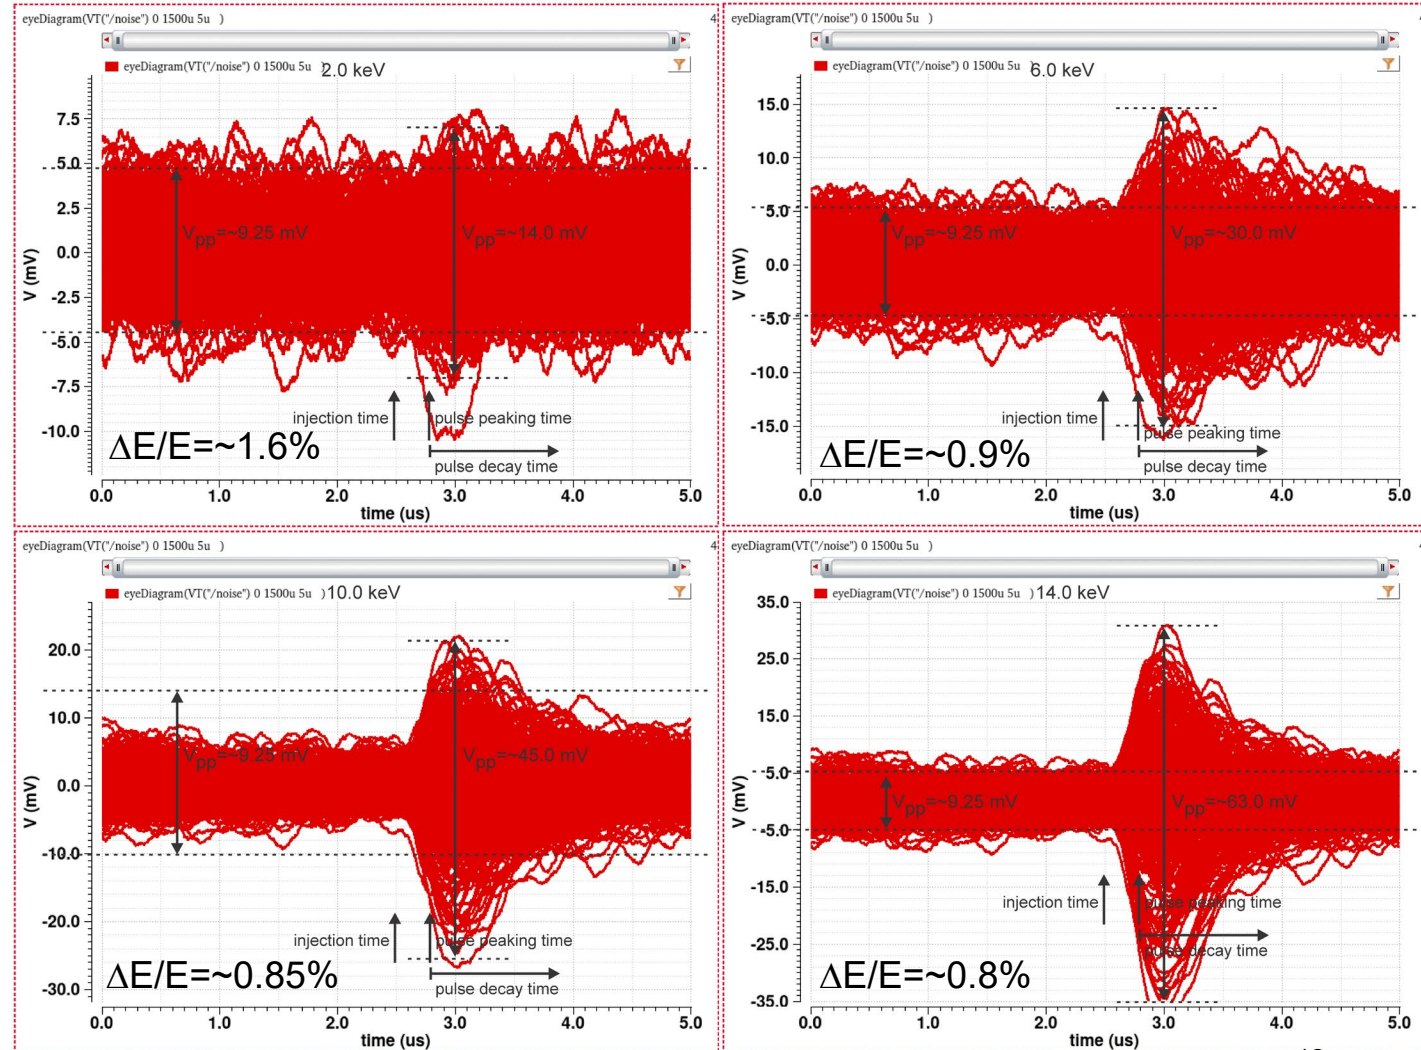 eyeDiagram(VT("/noise") 0 1500u 5u )
4
eyeDiagram(VT("/noise") 0 1500u 5u ) 2.0 keV
7.5
5.0
2.5
0.0
-2.5
-5.0
-7.5
-10.0
V (mV)
Vpp=~9.25 mV
Vpp=~14.0 mV
injection time
pulse peaking time
pulse decay time
ΔE/E=~1.6%
0.0 1.0 2.0 3.0 4.0 5.0
time (us)
eyeDiagram(VT("/noise") 0 1500u 5u )
eyeDiagram(VT("/noise") 0 1500u 5u ) 6.0 keV
15.0
10.0
5.0
0.0
-5.0
-10.0
-15.0
V (mV)
Vpp=~9.25 mV
Vpp=~30.0 mV
injection time
pulse peaking time
pulse decay time
ΔE/E=~0.9%
0.0 1.0 2.0 3.0 4.0 5.0
time (us)
eyeDiagram(VT("/noise") 0 1500u 5u )
4
eyeDiagram(VT("/noise") 0 1500u 5u ) 10.0 keV
20.0
10.0
0.0
-10.0
-20.0
-30.0
V (mV)
Vpp=~9.25 mV
Vpp=~45.0 mV
injection time
pulse peaking time
pulse decay time
ΔE/E=~0.85%
0.0 1.0 2.0 3.0 4.0 5.0
time (us)
eyeDiagram(VT("/noise") 0 1500u 5u )
eyeDiagram(VT("/noise") 0 1500u 5u ) 14.0 keV
35.0
25.0
15.0
5.0
-5.0
-15.0
-25.0
-35.0
V (mV)
Vpp=~9.25 mV
Vpp=~63.0 mV
injection time
pulse peaking time
pulse decay time
ΔE/E=~0.8%
0.0 1.0 2.0 3.0 4.0 5.0
time (us)